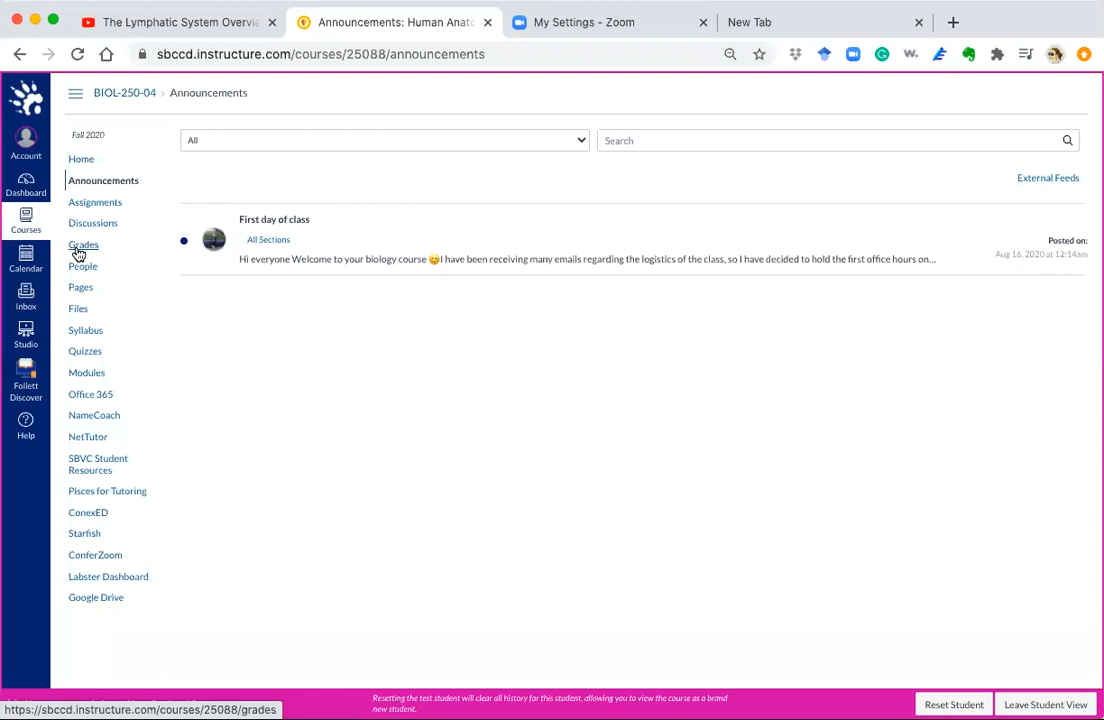 The Lymphatic System Overvie
Announcements: Human Anato
My Settings - Zoom
New Tab
sbccd.instructure.com/courses/25088/announcements
BIOL-250-04 › Announcements
Account
Dashboard
Courses
Calendar
Inbox
Studio
Follett
Discover
Help
Fall 2020
Home
Announcements
Assignments
Discussions
Grades
People
Pages
Files
Syllabus
Quizzes
Modules
Office 365
NameCoach
NetTutor
SBVC Student
Resources
Pisces for Tutoring
ConexED
Starfish
ConferZoom
Labster Dashboard
Google Drive
All
Search
External Feeds
First day of class
All Sections
Hi everyone Welcome to your biology course 😊I have been receiving many emails regarding the logistics of the class, so I have decided to hold the first office hours on...
Posted on:
Aug 16, 2020 at 12:14am
https://sbccd.instructure.com/courses/25088/grades
Resetting the test student will clear all history for this student, allowing you to view the course as a brand
new student.
Reset Student
Leave Student View